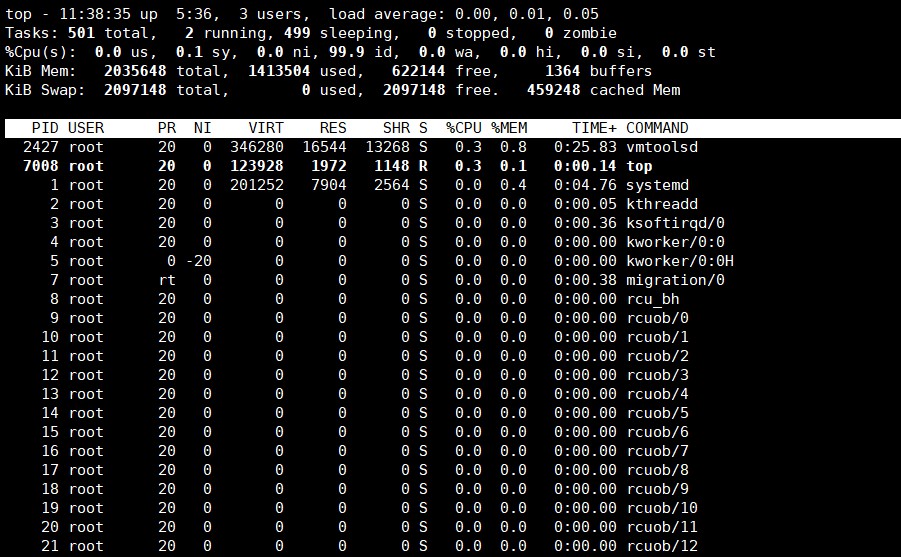 top - 11:38:35 up  5:36,  3 users,  load average: 0.00, 0.01, 0.05
Tasks: 501 total,   2 running, 499 sleeping,   0 stopped,   0 zombie
%Cpu(s):  0.0 us,  0.1 sy,  0.0 ni, 99.9 id,  0.0 wa,  0.0 hi,  0.0 si,  0.0 st
KiB Mem:   2035648 total,  1413504 used,   622144 free,     1364 buffers
KiB Swap:  2097148 total,        0 used,  2097148 free.   459248 cached Mem
   PID USER      PR  NI    VIRT    RES    SHR S  %CPU %MEM     TIME+ COMMAND
  2427 root      20   0  346280  16544  13268 S   0.3  0.8   0:25.83 vmtoolsd
  7008 root      20   0  123928   1972   1148 R   0.3  0.1   0:00.14 top
     1 root      20   0  201252   7904   2564 S   0.0  0.4   0:04.76 systemd
     2 root      20   0       0      0      0 S   0.0  0.0   0:00.05 kthreadd
     3 root      20   0       0      0      0 S   0.0  0.0   0:00.36 ksoftirqd/0
     4 root      20   0       0      0      0 S   0.0  0.0   0:00.00 kworker/0:0
     5 root       0 -20       0      0      0 S   0.0  0.0   0:00.00 kworker/0:0H
     7 root      rt   0       0      0      0 S   0.0  0.0   0:00.38 migration/0
     8 root      20   0       0      0      0 S   0.0  0.0   0:00.00 rcu_bh
     9 root      20   0       0      0      0 S   0.0  0.0   0:00.00 rcuob/0
    10 root      20   0       0      0      0 S   0.0  0.0   0:00.00 rcuob/1
    11 root      20   0       0      0      0 S   0.0  0.0   0:00.00 rcuob/2
    12 root      20   0       0      0      0 S   0.0  0.0   0:00.00 rcuob/3
    13 root      20   0       0      0      0 S   0.0  0.0   0:00.00 rcuob/4
    14 root      20   0       0      0      0 S   0.0  0.0   0:00.00 rcuob/5
    15 root      20   0       0      0      0 S   0.0  0.0   0:00.00 rcuob/6
    16 root      20   0       0      0      0 S   0.0  0.0   0:00.00 rcuob/7
    17 root      20   0       0      0      0 S   0.0  0.0   0:00.00 rcuob/8
    18 root      20   0       0      0      0 S   0.0  0.0   0:00.00 rcuob/9
    19 root      20   0       0      0      0 S   0.0  0.0   0:00.00 rcuob/10
    20 root      20   0       0      0      0 S   0.0  0.0   0:00.00 rcuob/11
    21 root      20   0       0      0      0 S   0.0  0.0   0:00.00 rcuob/12